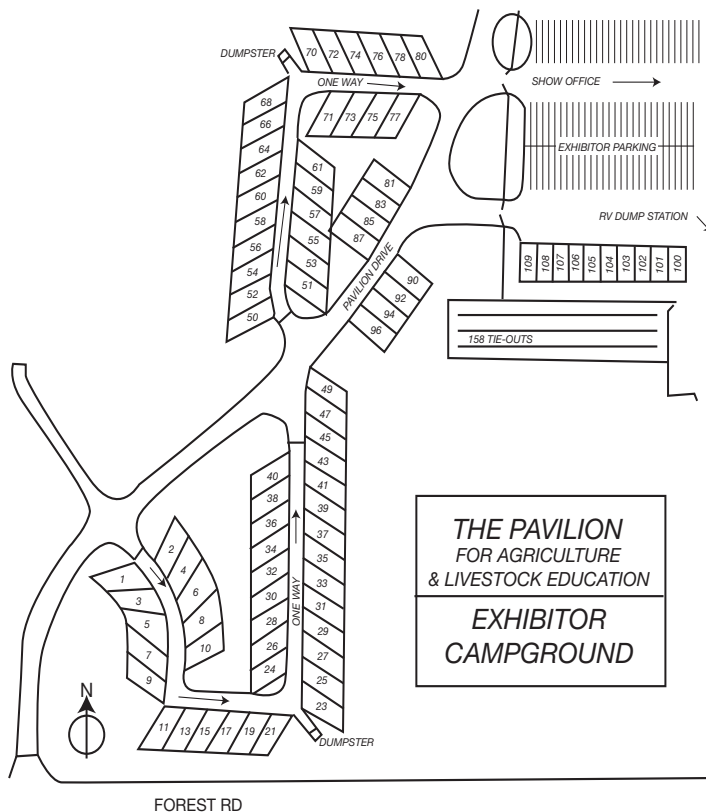 DUMPSTER
70 72 74 76 78 80
ONE WAY
SHOW OFFICE
71 73 75 77
EXHIBITOR PARKING
68
66
64
62
60
58
56
54
52
50
61
59
57
55
53
51
81
83
85
87
PAVILION DRIVE
90
92
94
96
RV DUMP STATION
109 108 107 106 105 104 103 102 101 100
158 TIE-OUTS
49
47
45
43
41
39
37
35
33
31
29
27
25
23
40
38
36
34
32
30
28
26
24
ONE WAY
2
4
6
8
10
1
3
5
7
9
11 13 15 17 19 21
DUMPSTER
N
THE PAVILION
FOR AGRICULTURE
& LIVESTOCK EDUCATION
EXHIBITOR
CAMPGROUND
FOREST RD